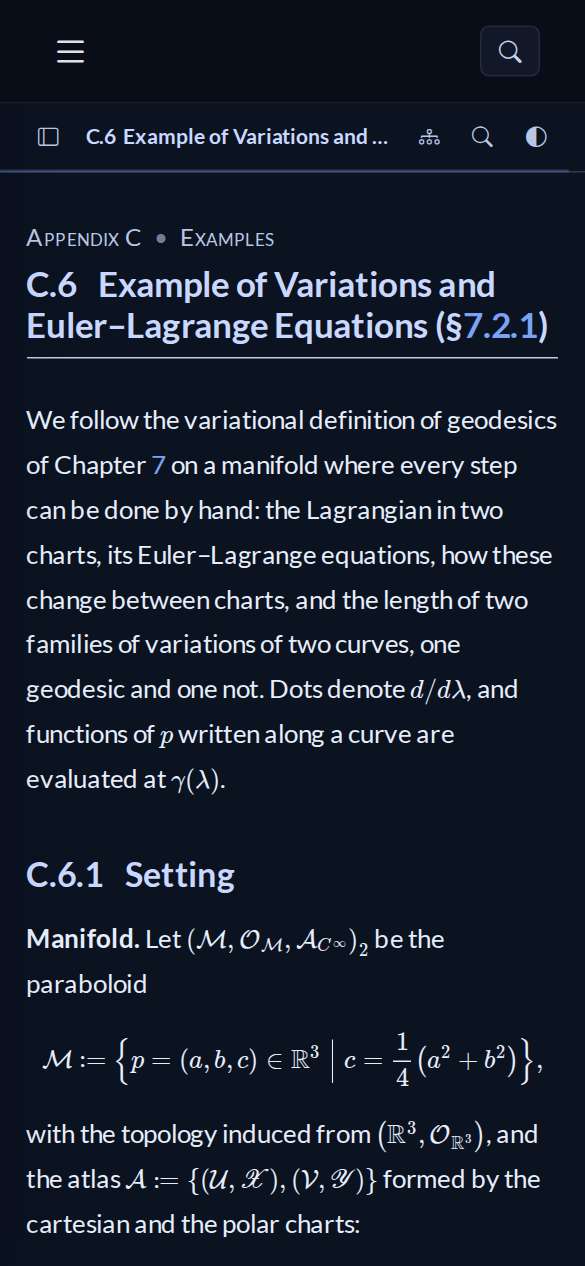 C.6 Example of Variations and ...
APPENDIX C • EXAMPLES
C.6 Example of Variations and
Euler–Lagrange Equations (§7.2.1)
We follow the variational definition of geodesics
of Chapter 7 on a manifold where every step
can be done by hand: the Lagrangian in two
charts, its Euler–Lagrange equations, how these
change between charts, and the length of two
families of variations of two curves, one
geodesic and one not. Dots denote d/dλ, and
functions of p written along a curve are
evaluated at γ(λ).
C.6.1 Setting
Manifold. Let (ℳ, 𝒪_ℳ, 𝒜_{C^∞})_2 be the
paraboloid
ℳ := {p = (a, b, c) ∈ ℝ³ | c = 1/4 (a² + b²)},
with the topology induced from (ℝ³, 𝒪_{ℝ³}), and
the atlas 𝒜 := {(𝒰, 𝒳), (𝒱, 𝒴)} formed by the
cartesian and the polar charts: